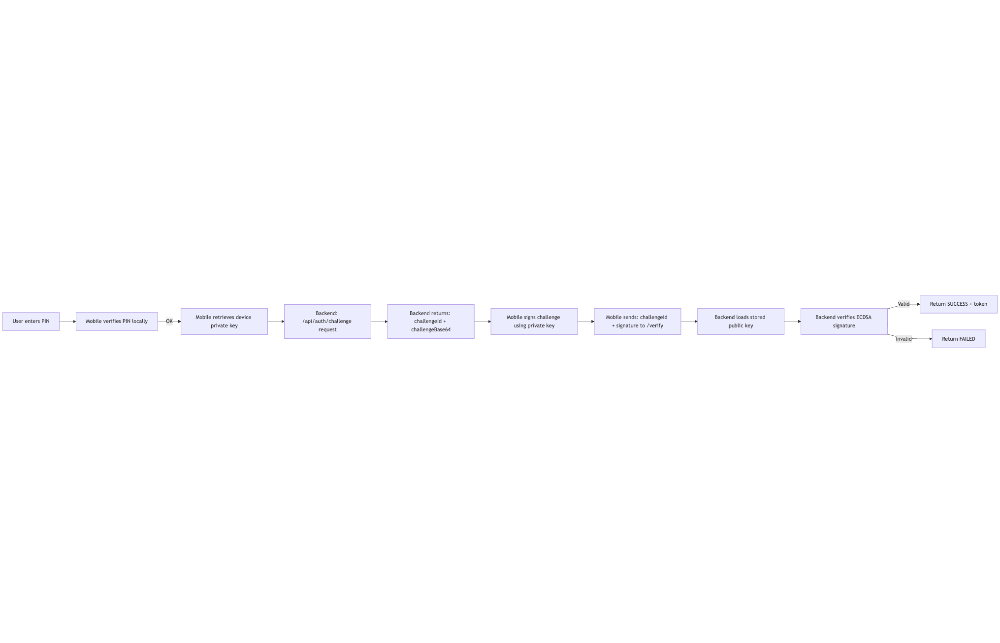 User enters PIN
Mobile verifies PIN locally
OK
Mobile retrieves device
private key
Backend:
/api/auth/challenge
request
Backend returns:
challengeId +
challengeBase64
Mobile signs challenge
using private key
Mobile sends: challengeId
+ signature to /verify
Backend loads stored
public key
Backend verifies ECDSA
signature
Valid
Return SUCCESS + token
Invalid
Return FAILED